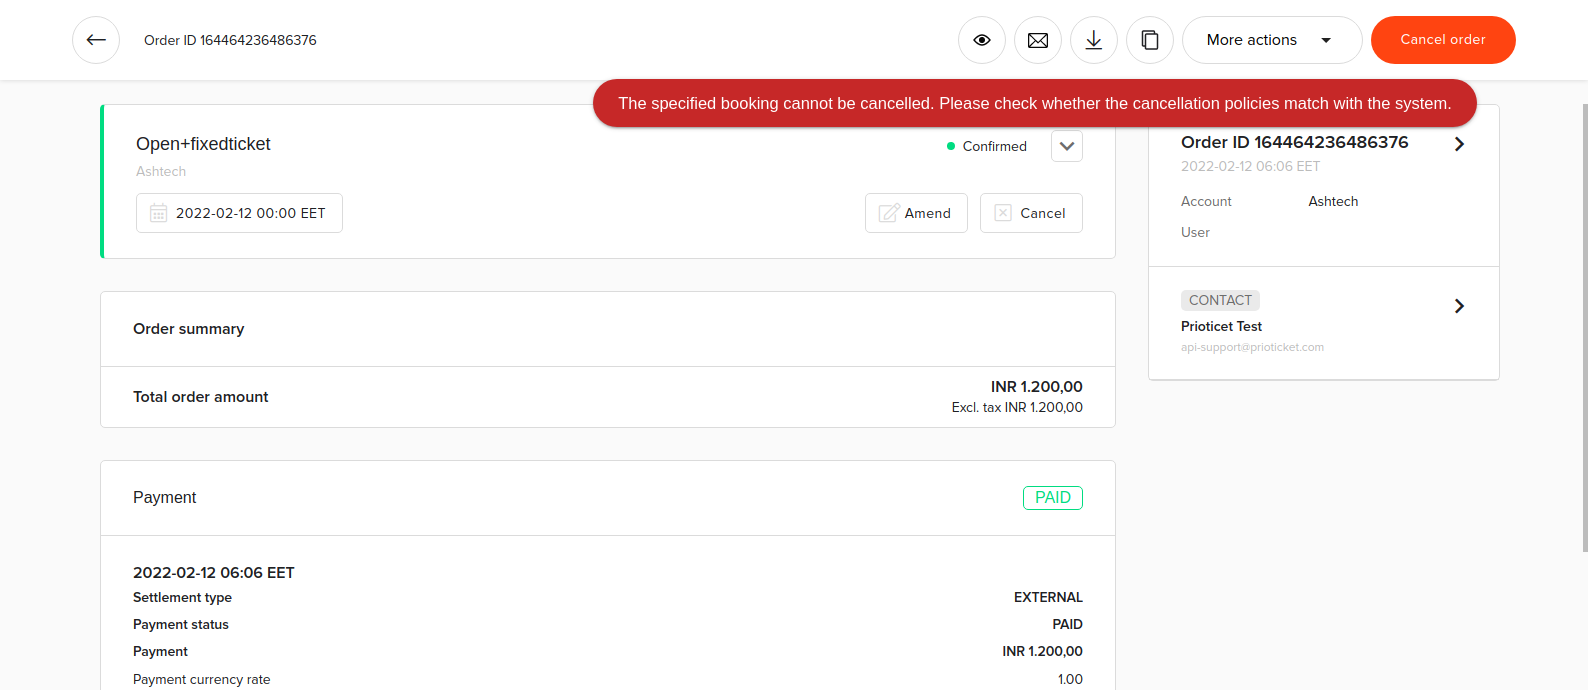 Order ID 164464236486376
More actions
Cancel order
The specified booking cannot be cancelled. Please check whether the cancellation policies match with the system.
Open+fixedticket
Confirmed
Ashtech
2022-02-12 00:00 EET
Amend
Cancel
Order summary
Total order amount
INR 1.200,00
Excl. tax INR 1.200,00
Payment
PAID
2022-02-12 06:06 EET
Settlement type
EXTERNAL
Payment status
PAID
Payment
INR 1.200,00
Payment currency rate
1.00
Order ID 164464236486376
2022-02-12 06:06 EET
Account
Ashtech
User
CONTACT
Prioticet Test
api-support@prioticket.com